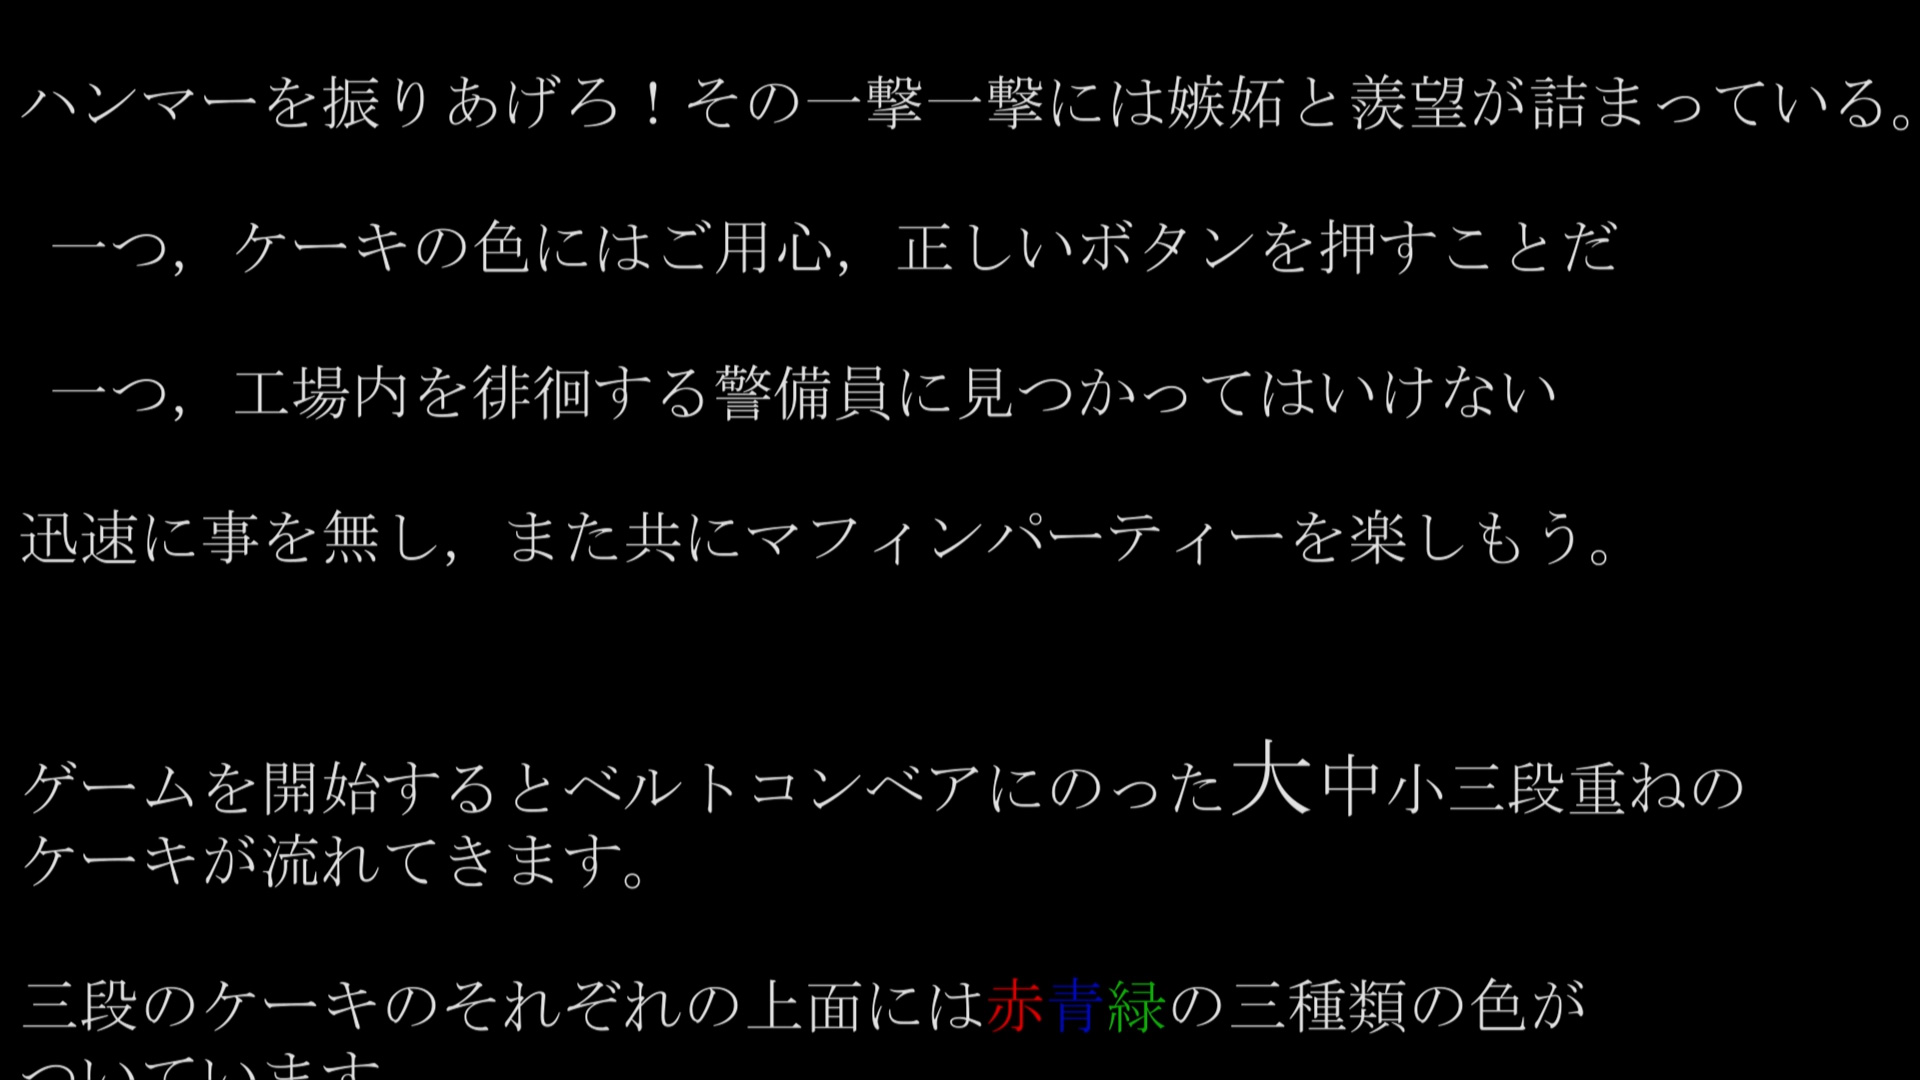 ハンマーを振りあげろ！その一撃一撃には嫉妬と羨望が詰まっている。
一つ，ケーキの色にはご用心，正しいボタンを押すことだ
一つ，工場内を徘徊する警備員に見つかってはいけない
迅速に事を無し，また共にマフィンパーティーを楽しもう。
ゲームを開始するとベルトコンベアにのった大中小三段重ねの
ケーキが流れてきます。
三段のケーキのそれぞれの上面には赤青緑の三種類の色が
ついています